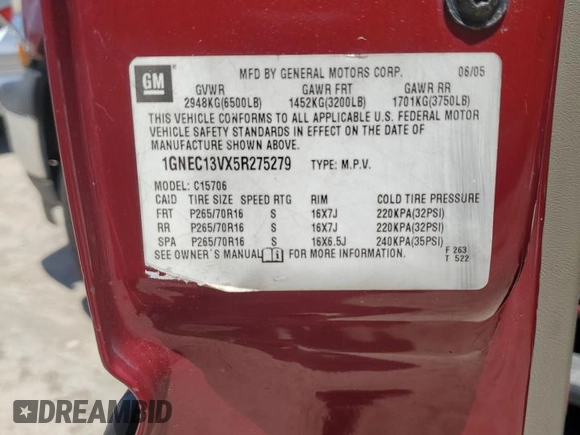 GM
MFD BY GENERAL MOTORS CORP. 06/05
GVWR GAWR FRT GAWR RR
2948KG(6500LB) 1452KG(3200LB) 1701KG(3750LB)
THIS VEHICLE CONFORMS TO ALL APPLICABLE U.S. FEDERAL MOTOR
VEHICLE SAFETY STANDARDS IN EFFECT ON THE DATE OF
MANUFACTURE SHOWN ABOVE.
1GNEC13VX5R275279 TYPE: M.P.V.
MODEL: C15706
CAID TIRE SIZE SPEED RTG RIM COLD TIRE PRESSURE
FRT P265/70R16 S 16X7J 220KPA(32PSI)
RR P265/70R16 S 16X7J 220KPA(32PSI)
SPA P265/70R16 S 16X6.5J 240KPA(35PSI)
SEE OWNER'S MANUAL FOR MORE INFORMATION. F 263
T 522
DREAMBID